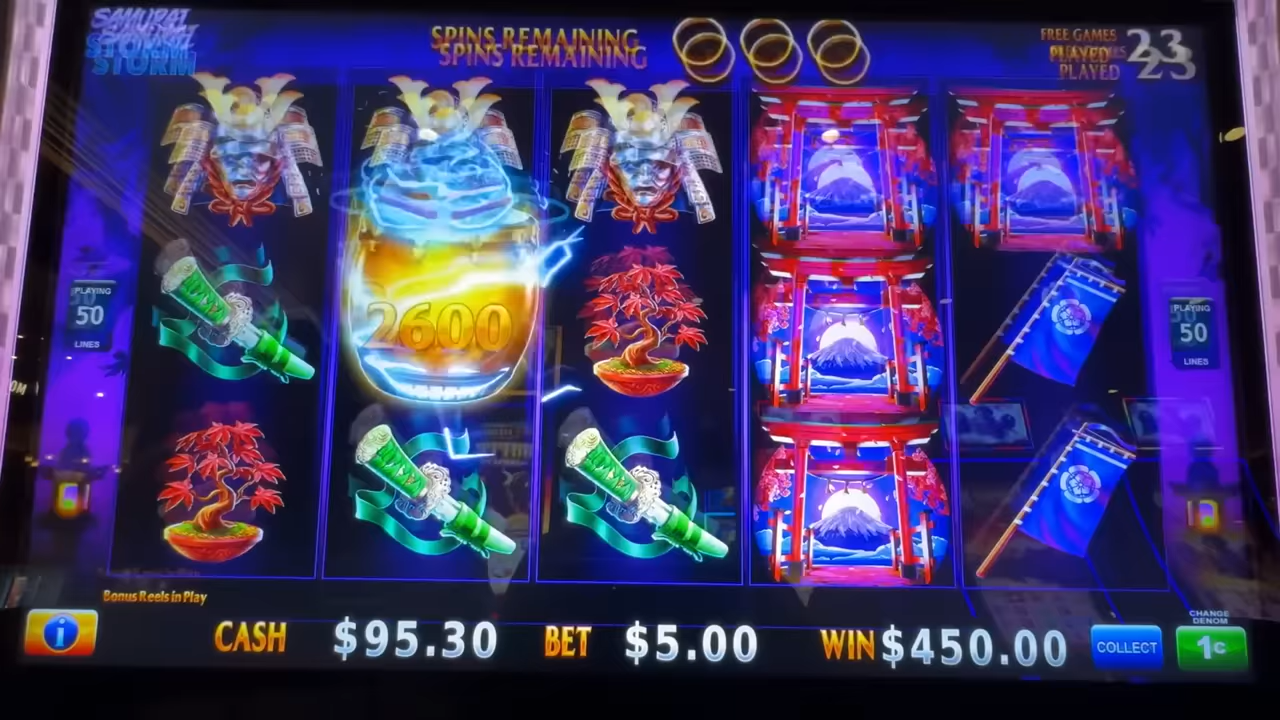 SAMURAI
STORM
SPINS REMAINING
FREE GAMES
PLAYED
23
PLAYING
50
LINES
2600
PLAYING
50
LINES
Bonus Reels in Play
CASH $95.30 BET $5.00 WIN $450.00
COLLECT
CHANGE
DENOM
1¢